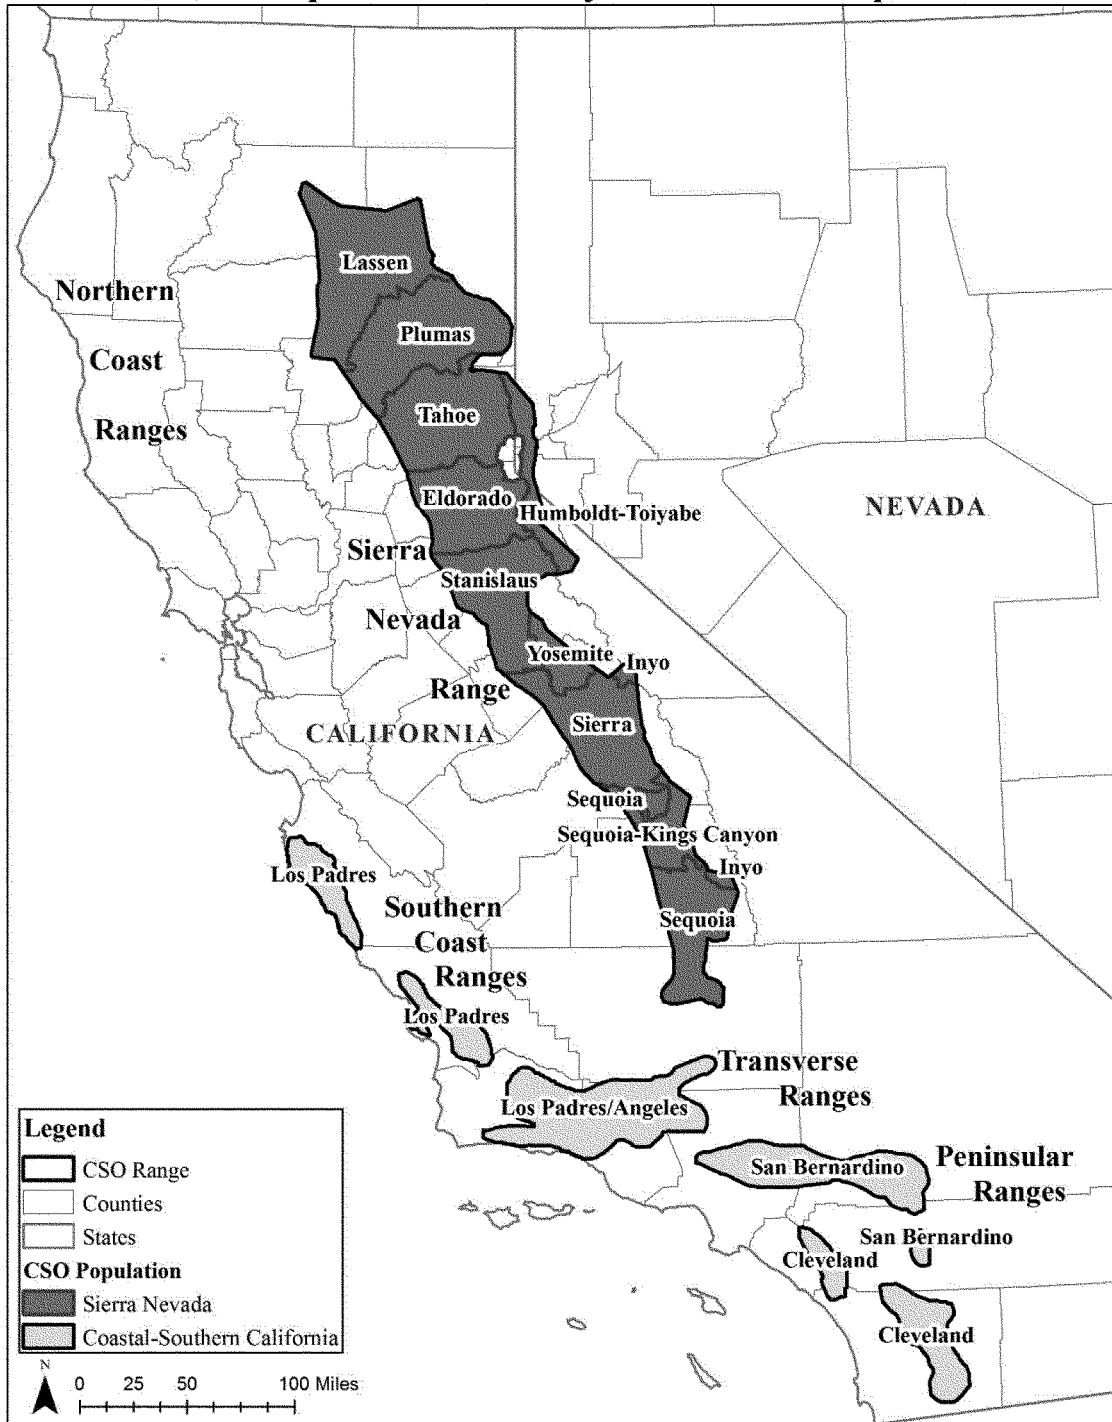 Lassen
Northern
Plumas
Coast
Tahoe
Ranges
Eldorado
Humboldt-Toiyabe
NEVADA
Sierra
Stanislaus
Nevada
Yosemite
Inyo
Range
Sierra
CALIFORNIA
Sequoia
Sequoia-Kings Canyon
Inyo
Los Padres
Southern
Coast
Ranges
Sequoia
Los Padres
Transverse
Ranges
Los Padres/Angeles
San Bernardino
Peninsular
Ranges
San Bernardino
Cleveland
Cleveland
Legend
CSO Range
Counties
States
CSO Population
Sierra Nevada
Coastal-Southern California
N
0 25 50 100 Miles